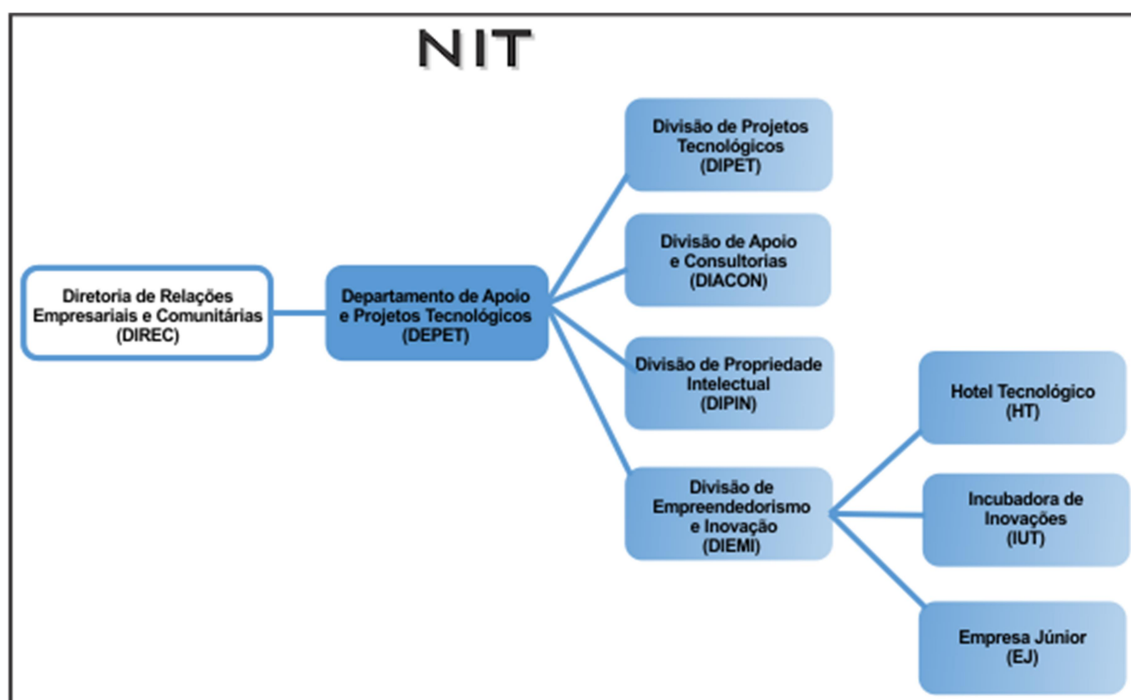 NIT
Diretoria de Relações
Empresariais e Comunitárias
(DIREC)
Departamento de Apoio
e Projetos Tecnológicos
(DEPET)
Divisão de Projetos
Tecnológicos
(DIPET)
Divisão de Apoio
e Consultorias
(DIACON)
Divisão de Propriedade
Intelectual
(DIPIN)
Divisão de
Empreendedorismo
e Inovação
(DIEMI)
Hotel Tecnológico
(HT)
Incubadora de
Inovações
(IUT)
Empresa Júnior
(EJ)